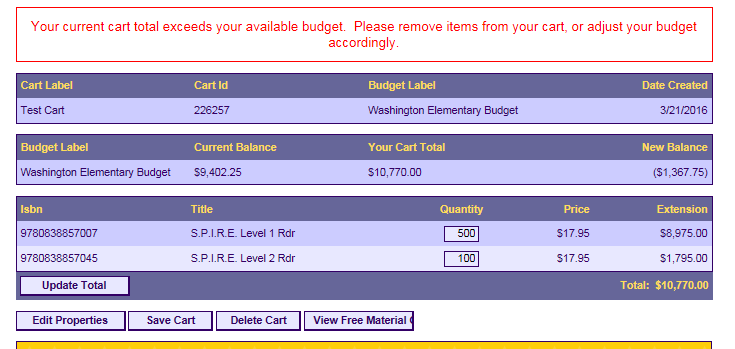 Your current cart total exceeds your available budget.  Please remove items from your cart, or adjust your budget
accordingly.
Cart Label Cart Id Budget Label Date Created
Test Cart 226257 Washington Elementary Budget 3/21/2016
Budget Label Current Balance Your Cart Total New Balance
Washington Elementary Budget $9,402.25 $10,770.00 ($1,367.75)
Isbn Title Quantity Price Extension
9780838857007 S.P.I.R.E. Level 1 Rdr 500 $17.95 $8,975.00
9780838857045 S.P.I.R.E. Level 2 Rdr 100 $17.95 $1,795.00
Update Total Total: $10,770.00
Edit Properties Save Cart Delete Cart View Free Material